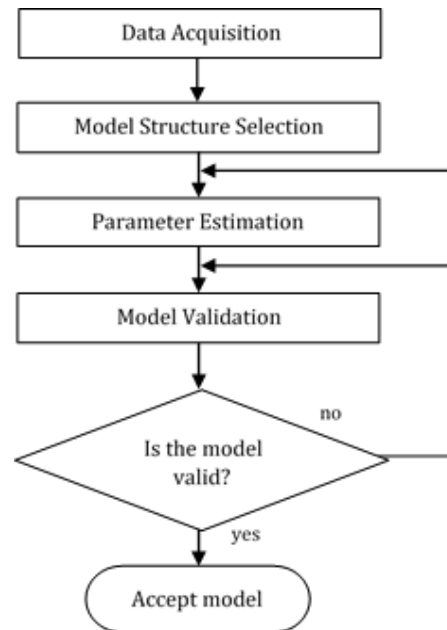 Data Acquisition
Model Structure Selection
Parameter Estimation
Model Validation
no
Is the model
valid?
yes
Accept model